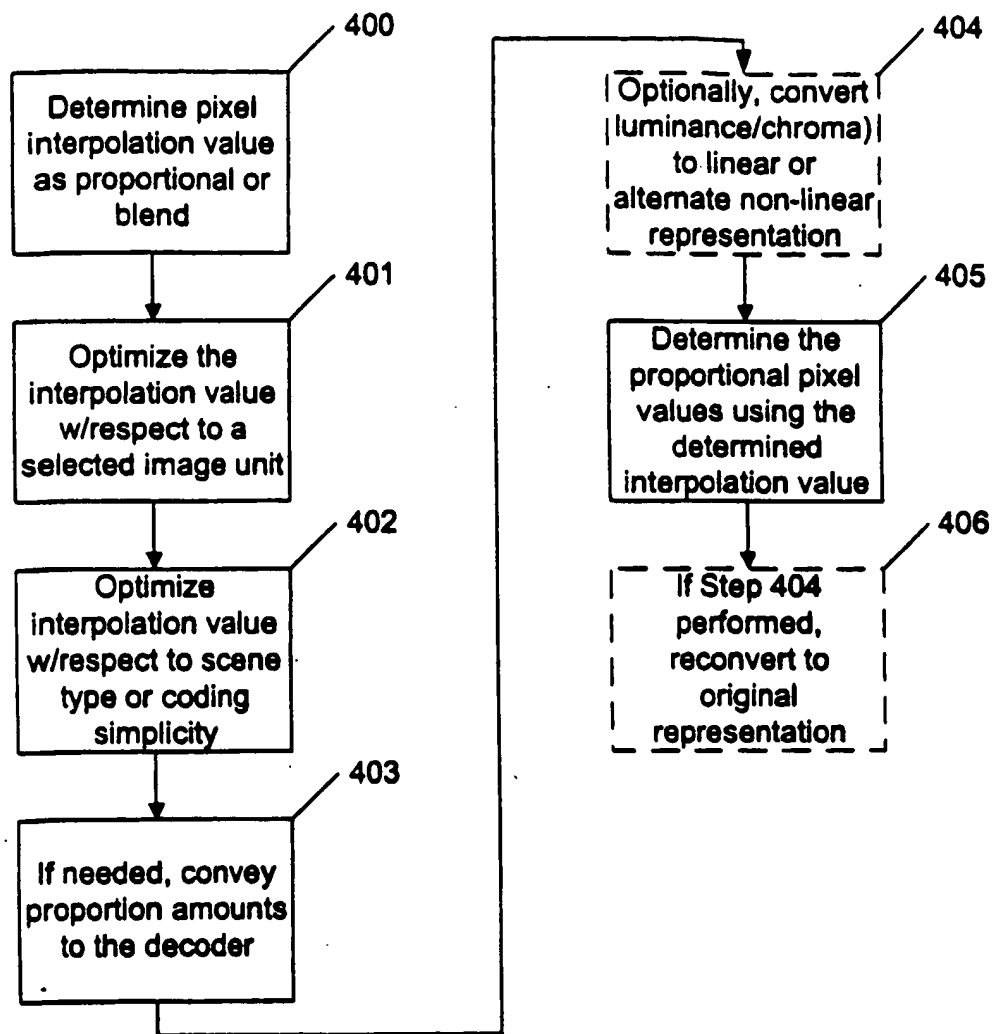 400
Determine pixel
interpolation value
as proportional or
blend
401
Optimize the
interpolation value
w/respect to a
selected image unit
402
Optimize
interpolation value
w/respect to scene
type or coding
simplicity
403
If needed, convey
proportion amounts
to the decoder
404
Optionally, convert
luminance/chroma)
to linear or
alternate non-linear
representation
405
Determine the
proportional pixel
values using the
determined
interpolation value
406
If Step 404
performed,
reconvert to
original
representation